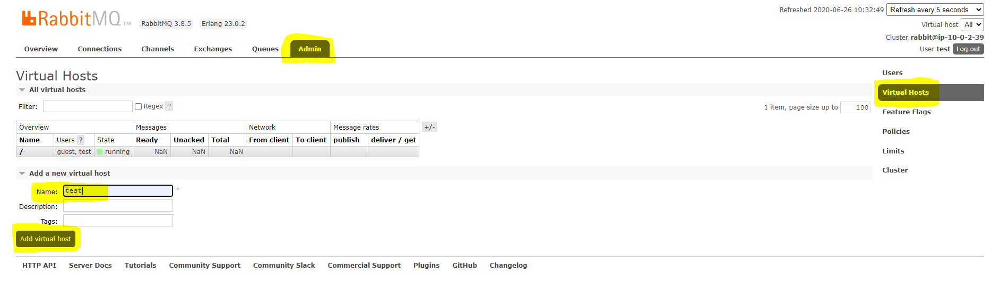 Refreshed 2020-06-26 10:32:49 Refresh every 5 seconds
RabbitMQ TM RabbitMQ 3.8.5 Erlang 23.0.2
Virtual host All
Cluster rabbit@ip-10-0-2-39
User test Log out
Overview Connections Channels Exchanges Queues Admin
Virtual Hosts
All virtual hosts
Filter: Regex ? 1 item, page size up to 100
Overview Messages Network Message rates +/-
Name Users ? State Ready Unacked Total From client To client publish deliver / get
/ guest, test running NaN NaN NaN
Add a new virtual host
Name: test *
Description:
Tags:
Add virtual host
Users
Virtual Hosts
Feature Flags
Policies
Limits
Cluster
HTTP API Server Docs Tutorials Community Support Community Slack Commercial Support Plugins GitHub Changelog